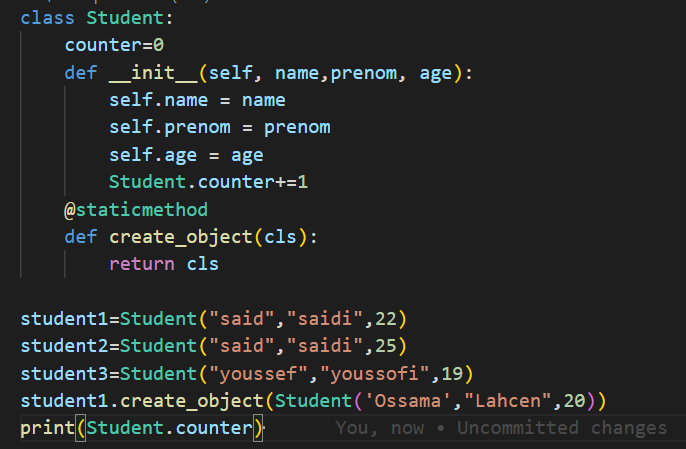 class Student:
    counter=0
    def __init__(self, name,prenom, age):
        self.name = name
        self.prenom = prenom
        self.age = age
        Student.counter+=1
    @staticmethod
    def create_object(cls):
        return cls

student1=Student("said","saidi",22)
student2=Student("said","saidi",25)
student3=Student("youssef","youssofi",19)
student1.create_object(Student('Ossama',"Lahcen",20))
print(Student.counter) You, now • Uncommitted changes